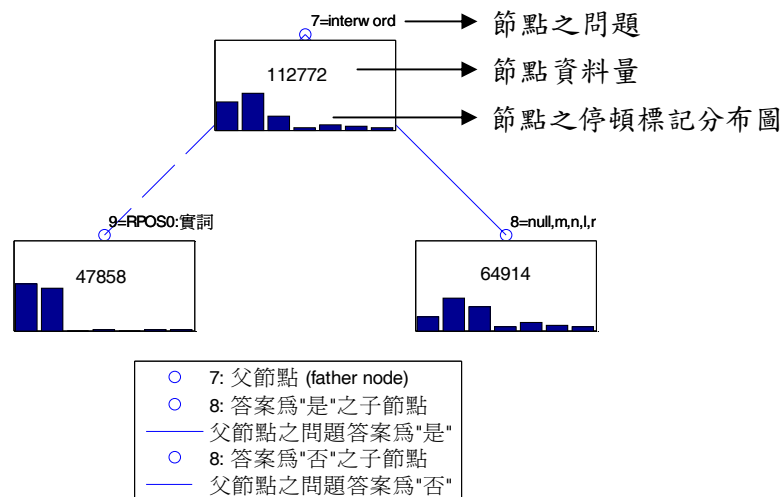 7=interw ord
節點之問題
112772
節點資料量
節點之停頓標記分布圖
9=RPOS0:實詞
8=null,m,n,l,r
47858
64914
7: 父節點 (father node)
8: 答案爲"是"之子節點
父節點之問題答案爲"是"
8: 答案爲"否"之子節點
父節點之問題答案爲"否"